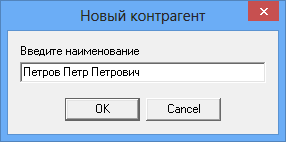 Новый контрагент
Введите наименование
Петров Петр Петрович
OK
Cancel